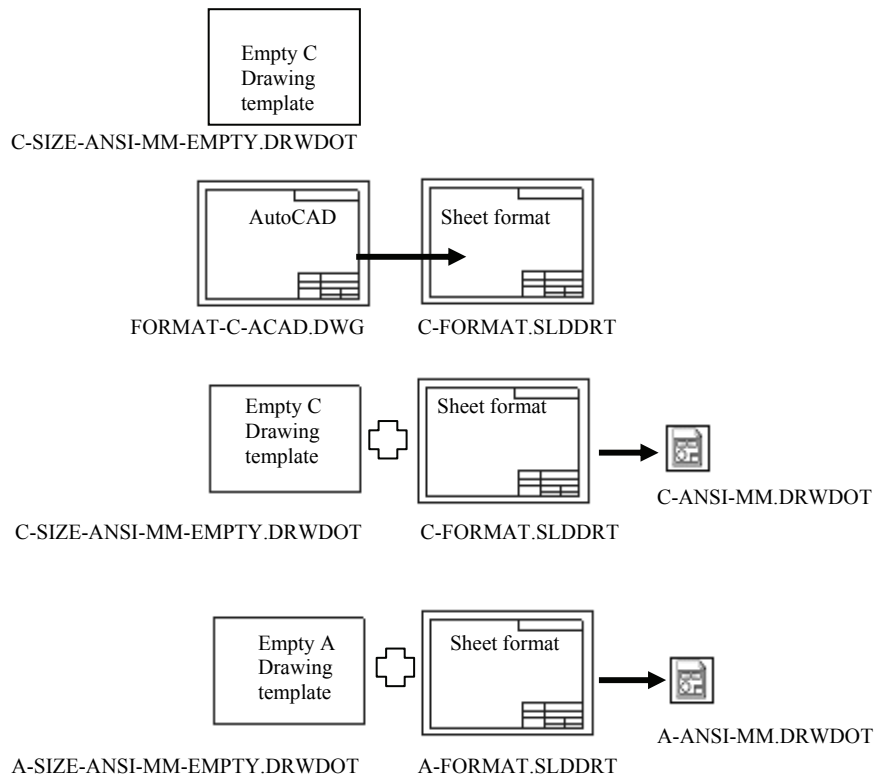 Empty C
Drawing
template
C-SIZE-ANSI-MM-EMPTY.DRWDOT
AutoCAD
Sheet format
FORMAT-C-ACAD.DWG
C-FORMAT.SLDDRT
Empty C
Drawing
template
Sheet format
C-SIZE-ANSI-MM-EMPTY.DRWDOT
C-FORMAT.SLDDRT
C-ANSI-MM.DRWDOT
Empty A
Drawing
template
Sheet format
A-SIZE-ANSI-MM-EMPTY.DRWDOT
A-FORMAT.SLDDRT
A-ANSI-MM.DRWDOT